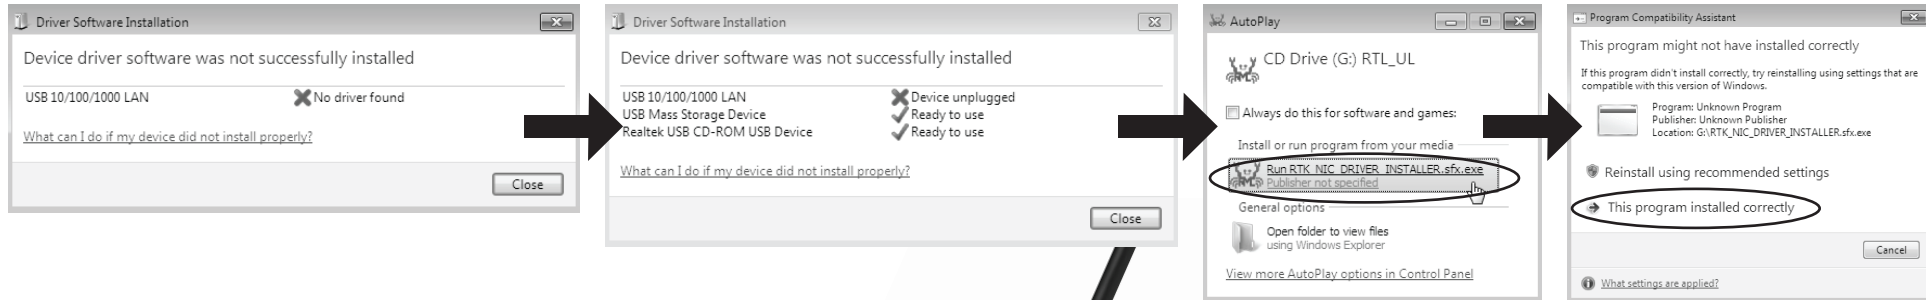 Driver Software Installation
Device driver software was not successfully installed
USB 10/100/1000 LAN No driver found
What can I do if my device did not install properly?
Close
Driver Software Installation
Device driver software was not successfully installed
USB 10/100/1000 LAN Device unplugged
USB Mass Storage Device Ready to use
Realtek USB CD-ROM USB Device Ready to use
What can I do if my device did not install properly?
Close
AutoPlay
CD Drive (G:) RTL_UL
Always do this for software and games:
Install or run program from your media
Run RTK_NIC_DRIVER_INSTALLER.sfx.exe
Publisher not specified
General options
Open folder to view files
using Windows Explorer
View more AutoPlay options in Control Panel
Program Compatibility Assistant
This program might not have installed correctly
If this program didn't install correctly, try reinstalling using settings that are
compatible with this version of Windows.
Program: Unknown Program
Publisher: Unknown Publisher
Location: G:\RTK_NIC_DRIVER_INSTALLER.sfx.exe
Reinstall using recommended settings
This program installed correctly
Cancel
What settings are applied?